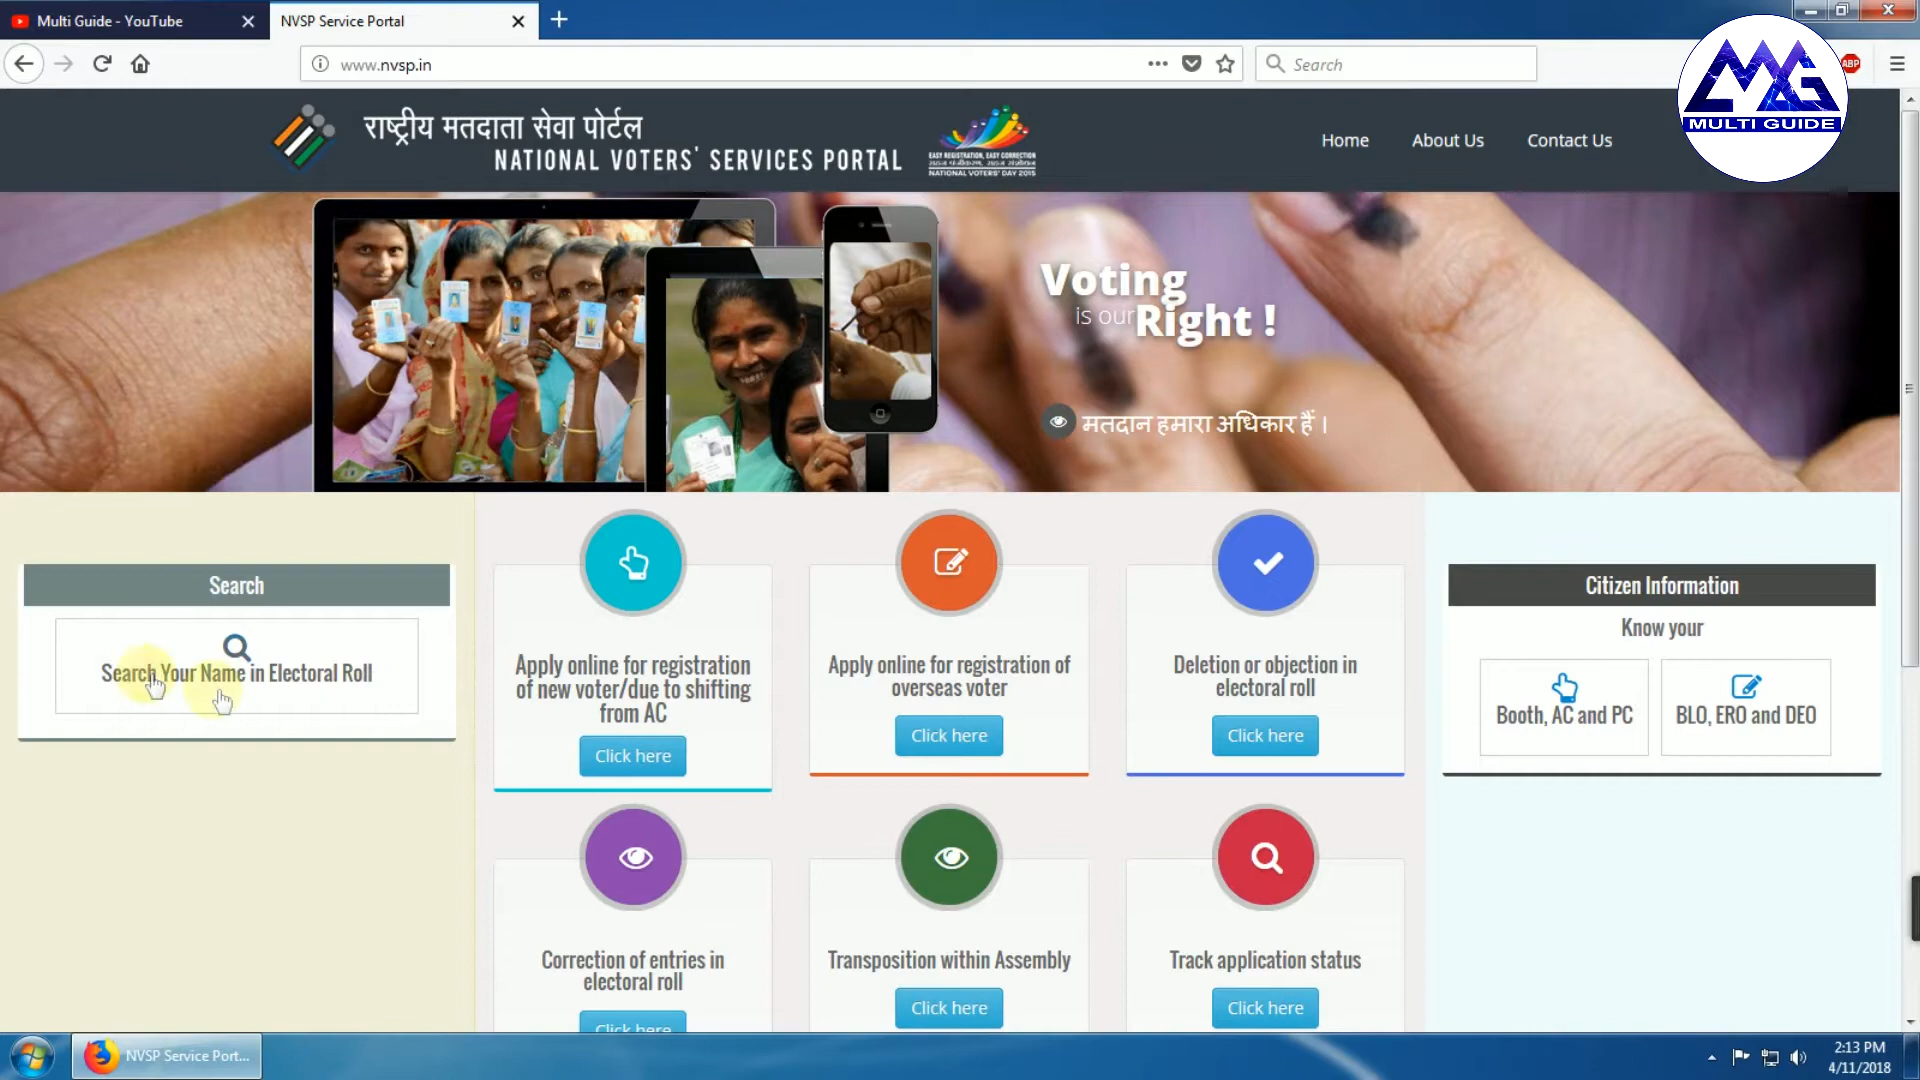 Multi Guide - YouTube
NVSP Service Portal
www.nvsp.in
Search
ABP
MULTI GUIDE
राष्ट्रीय मतदाता सेवा पोर्टल
NATIONAL VOTERS' SERVICES PORTAL
EASY REGISTRATION, EASY CORRECTION
NATIONAL VOTERS' DAY 2015
Home
About Us
Contact Us
Voting
is our Right !
मतदान हमारा अधिकार हैं ।
Search
Search Your Name in Electoral Roll
Apply online for registration
of new voter/due to shifting
from AC
Click here
Apply online for registration of
overseas voter
Click here
Deletion or objection in
electoral roll
Click here
Citizen Information
Know your
Booth, AC and PC
BLO, ERO and DEO
Correction of entries in
electoral roll
Click here
Transposition within Assembly
Click here
Track application status
Click here
NVSP Service Port...
2:13 PM
4/11/2018